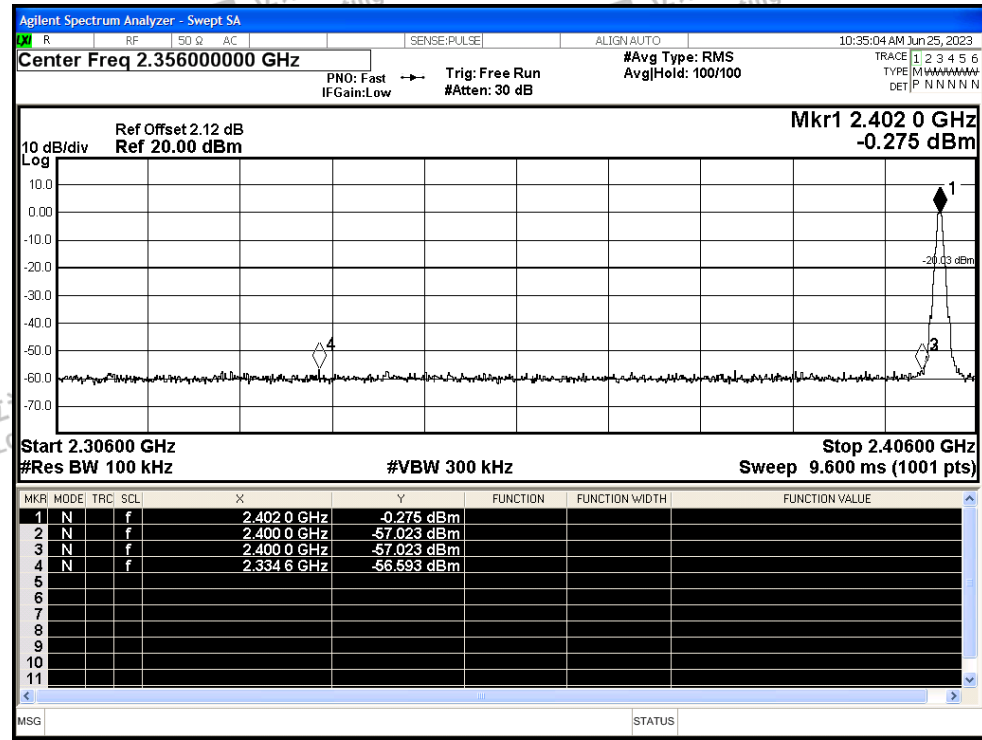 Agilent Spectrum Analyzer - Swept SA
LXI R RF 50 Ω AC SENSE:PULSE ALIGN AUTO 10:35:04 AM Jun 25, 2023
Center Freq 2.356000000 GHz #Avg Type: RMS TRACE 1 2 3 4 5 6
PNO: Fast Trig: Free Run Avg|Hold: 100/100 TYPE M WWWWW
IFGain:Low #Atten: 30 dB DET P N N N N N
Mkr1 2.402 0 GHz
Ref Offset 2.12 dB
10 dB/div Ref 20.00 dBm -0.275 dBm
Log
10.0
1
0.00
-10.0
-20.0
-20.03 dBm
-30.0
-40.0
-50.0
4
3
-60.0
-70.0
Start 2.30600 GHz Stop 2.40600 GHz
#Res BW 100 kHz #VBW 300 kHz Sweep 9.600 ms (1001 pts)
MKR MODE TRC SCL X Y FUNCTION FUNCTION WIDTH FUNCTION VALUE
1 N f 2.402 0 GHz -0.275 dBm
2 N f 2.400 0 GHz -57.023 dBm
3 N f 2.400 0 GHz -57.023 dBm
4 N f 2.334 6 GHz -56.593 dBm
5
6
7
8
9
10
11
MSG STATUS